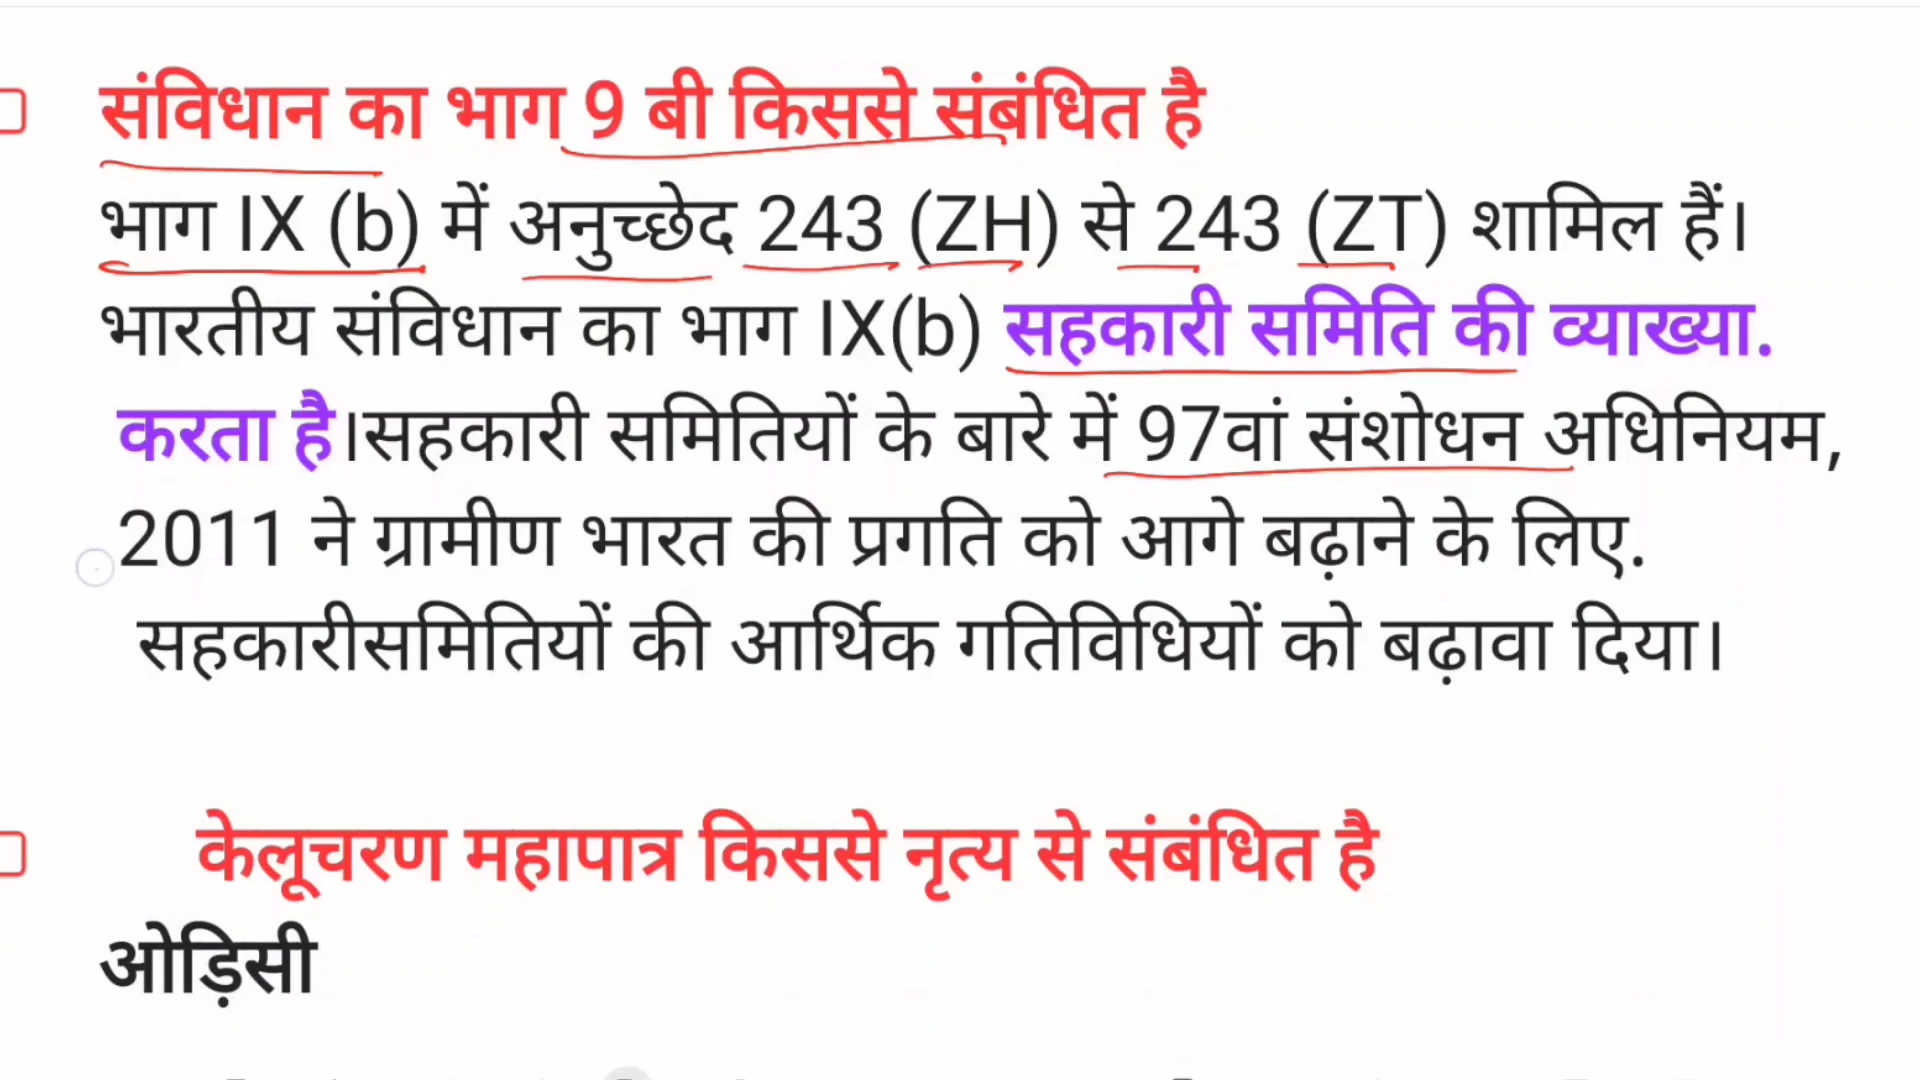 संविधान का भाग 9 बी किससे संबंधित है
भाग IX (b) में अनुच्छेद 243 (ZH) से 243 (ZT) शामिल हैं।
भारतीय संविधान का भाग IX(b) सहकारी समिति की व्याख्या.
करता है।सहकारी समितियों के बारे में 97वां संशोधन अधिनियम,
2011 ने ग्रामीण भारत की प्रगति को आगे बढ़ाने के लिए.
सहकारीसमितियों की आर्थिक गतिविधियों को बढ़ावा दिया।
केलूचरण महापात्र किससे नृत्य से संबंधित है
ओड़िसी